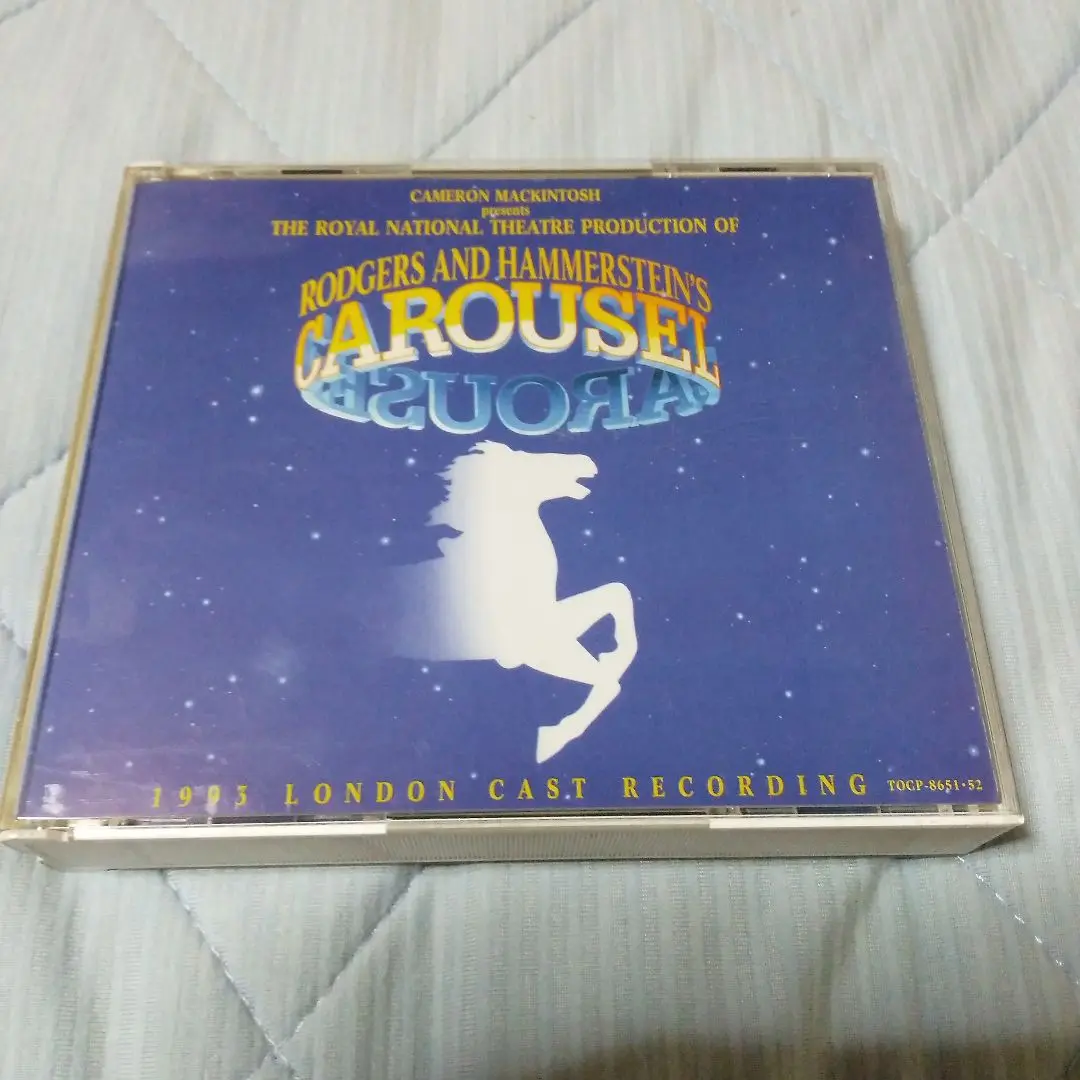 CAMERON MACKINTOSH
presents
THE ROYAL NATIONAL THEATRE PRODUCTION OF
RODGERS AND HAMMERSTEIN'S
CAROUSEL
CAROUSE
1993 LONDON CAST RECORDING TOCP-8651·52